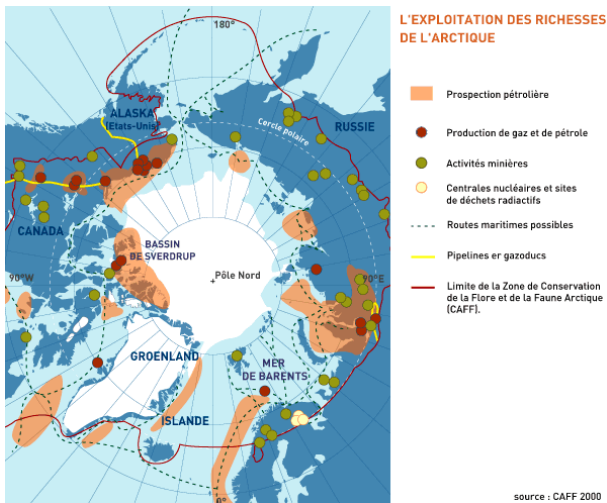 L'EXPLOITATION DES RICHESSES
DE L'ARCTIQUE
180°
ALASKA
(Etats-Unis)
RUSSIE
Cercle polaire
CANADA
BASSIN
DE SVERDRUP
90°W
Pôle Nord
90°E
GROENLAND
MER
DE BARENTS
ISLANDE
0°
Prospection pétrolière
Production de gaz et de pétrole
Activités minières
Centrales nucléaires et sites
de déchets radiactifs
Routes maritimes possibles
Pipelines er gazoducs
Limite de la Zone de Conservation
de la Flore et de la Faune Arctique
(CAFF).
source : CAFF 2000